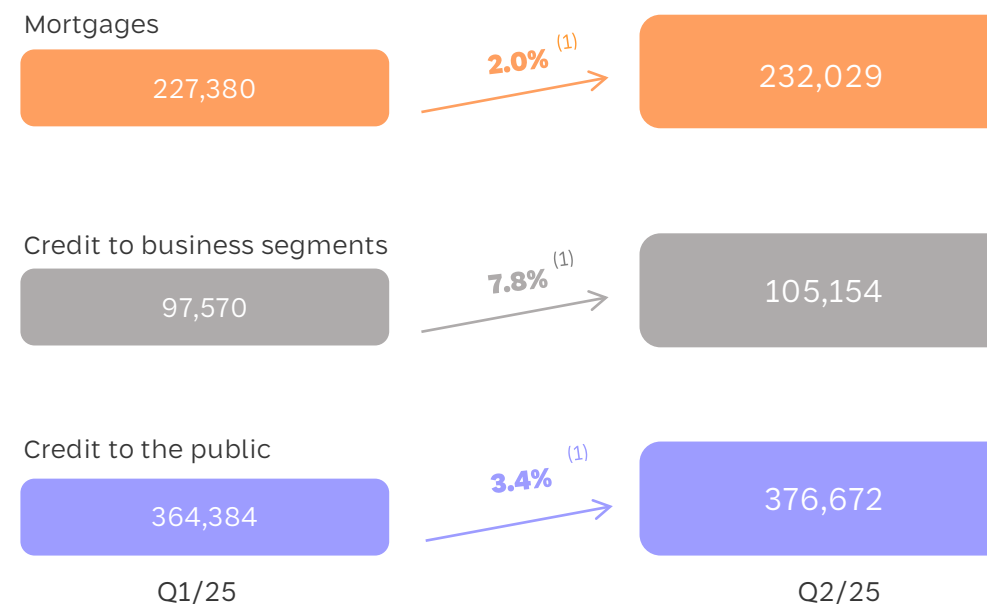 Mortgages
227,380
2.0% (1)
232,029
Credit to business segments
97,570
7.8% (1)
105,154
Credit to the public
364,384
3.4% (1)
376,672
Q1/25
Q2/25